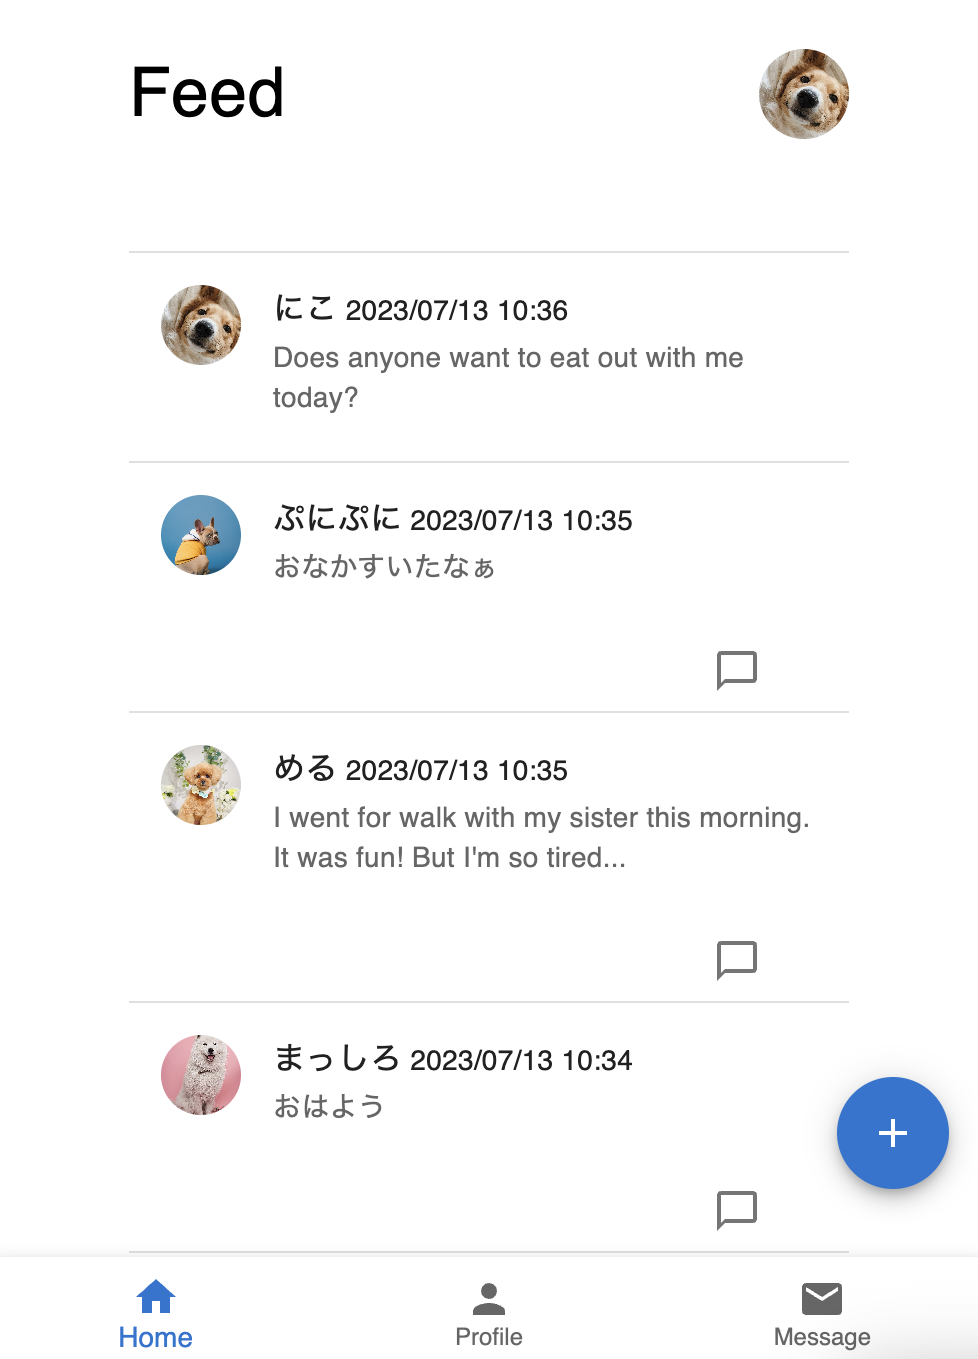 Feed
にこ 2023/07/13 10:36
Does anyone want to eat out with me
today?
ぷにぷに 2023/07/13 10:35
おなかすいたなぁ
める 2023/07/13 10:35
I went for walk with my sister this morning.
It was fun! But I'm so tired...
まっしろ 2023/07/13 10:34
おはよう
Home
Profile
Message